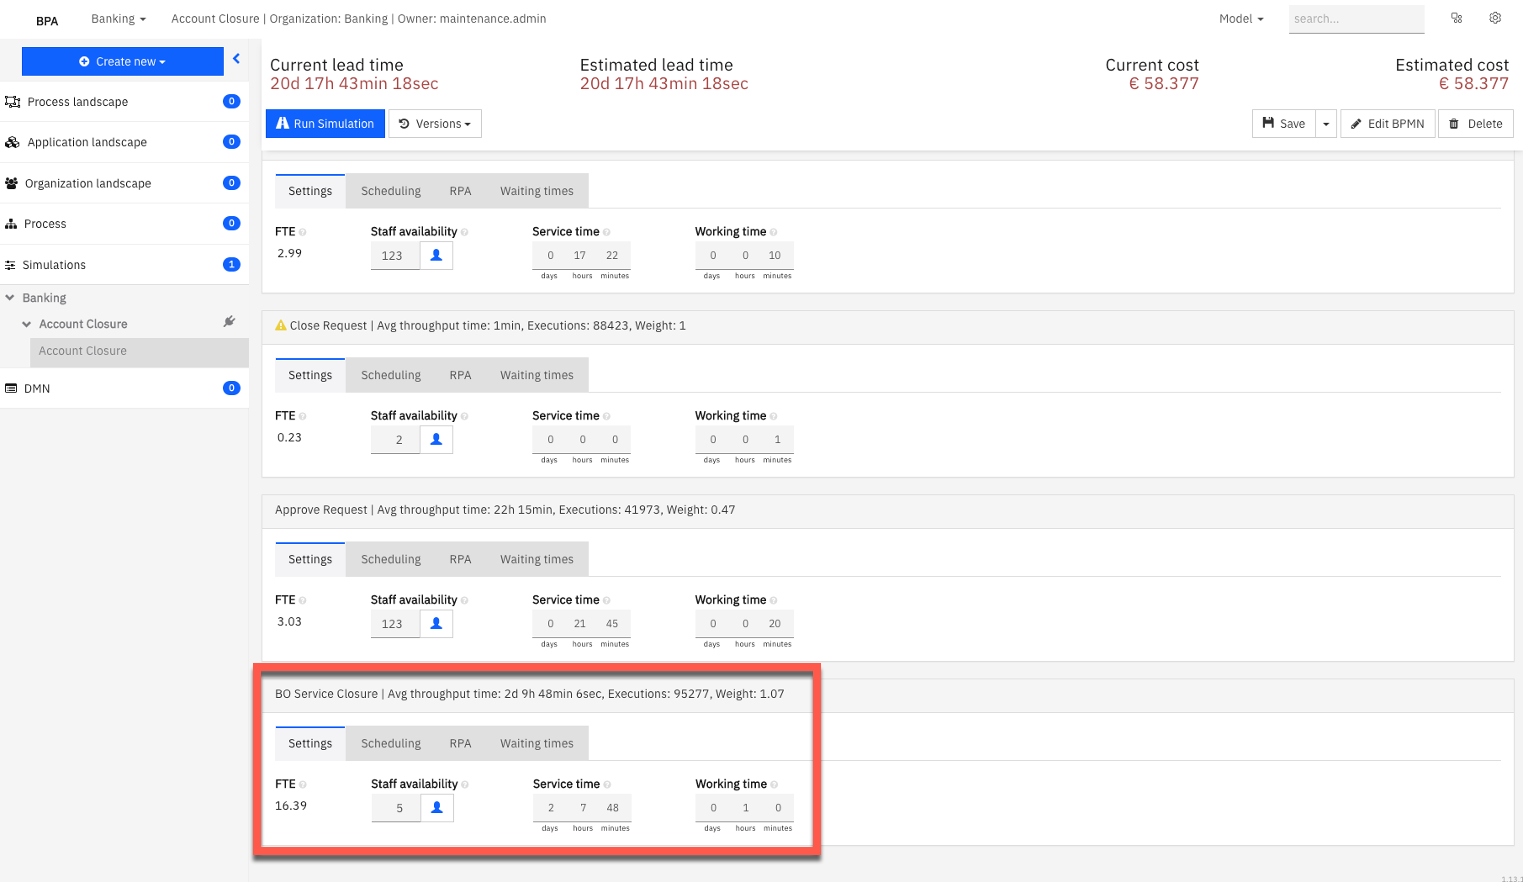 BPA Banking Account Closure | Organization: Banking | Owner: maintenance.admin Model search...
Create new
Process landscape 0
Application landscape 0
Organization landscape 0
Process 0
Simulations 1
Banking
Account Closure
Account Closure
DMN 0
Current lead time Estimated lead time Current cost Estimated cost
20d 17h 43min 18sec 20d 17h 43min 18sec € 58.377 € 58.377
Run Simulation Versions Save Edit BPMN Delete
Settings Scheduling RPA Waiting times
FTE Staff availability Service time Working time
2.99 123 0 17 22 0 0 10
days hours minutes days hours minutes
Close Request | Avg throughput time: 1min, Executions: 88423, Weight: 1
Settings Scheduling RPA Waiting times
FTE Staff availability Service time Working time
0.23 2 0 0 0 0 0 1
days hours minutes days hours minutes
Approve Request | Avg throughput time: 22h 15min, Executions: 41973, Weight: 0.47
Settings Scheduling RPA Waiting times
FTE Staff availability Service time Working time
3.03 123 0 21 45 0 0 20
days hours minutes days hours minutes
BO Service Closure | Avg throughput time: 2d 9h 48min 6sec, Executions: 95277, Weight: 1.07
Settings Scheduling RPA Waiting times
FTE Staff availability Service time Working time
16.39 5 2 7 48 0 1 0
days hours minutes days hours minutes